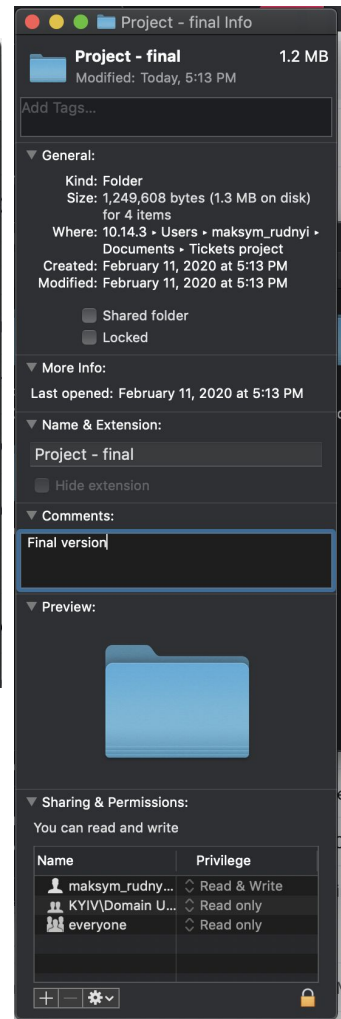 Project - final Info
Project - final 1.2 MB
Modified: Today, 5:13 PM
Add Tags...
General:
Kind: Folder
Size: 1,249,608 bytes (1.3 MB on disk)
for 4 items
Where: 10.14.3 ▸ Users ▸ maksym_rudnyi ▸
Documents ▸ Tickets project
Created: February 11, 2020 at 5:13 PM
Modified: February 11, 2020 at 5:13 PM
Shared folder
Locked
More Info:
Last opened: February 11, 2020 at 5:13 PM
Name & Extension:
Project - final
Hide extension
Comments:
Final version
Preview:
Sharing & Permissions:
You can read and write
Name Privilege
maksym_rudny... Read & Write
KYIV\Domain U... Read only
everyone Read only